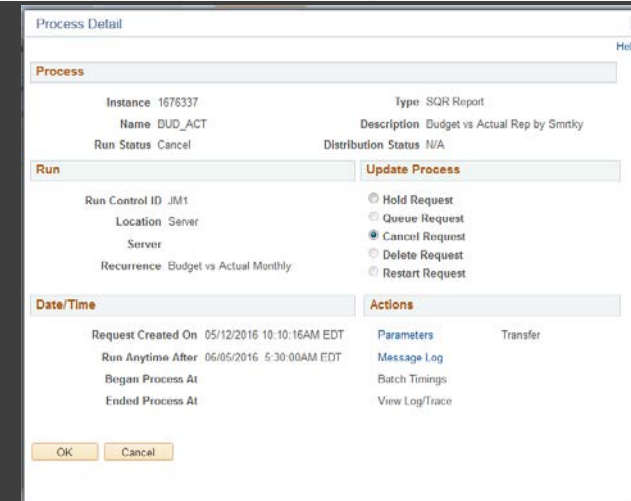 Process Detail
Hel
Process
Instance 1676337 Type SQR Report
Name BUD_ACT Description Budget vs Actual Rep by Smrtky
Run Status Cancel Distribution Status N/A
Run Update Process
Run Control ID JM1 Hold Request
Location Server Queue Request
Server Cancel Request
Recurrence Budget vs Actual Monthly Delete Request
Restart Request
Date/Time Actions
Request Created On 05/12/2016 10:10:16AM EDT Parameters Transfer
Run Anytime After 06/05/2016 5:30:00AM EDT Message Log
Began Process At Batch Timings
Ended Process At View Log/Trace
OK Cancel